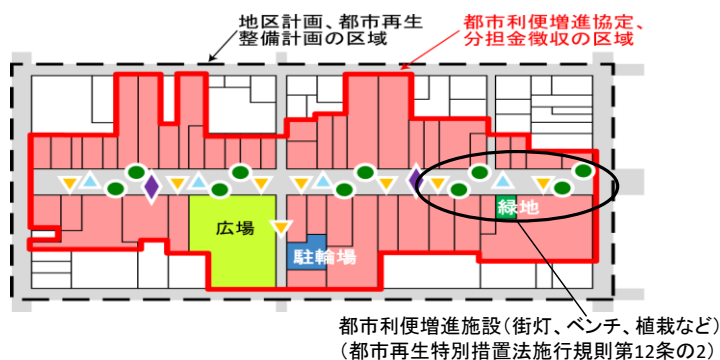 地区計画、都市再生
整備計画の区域
都市利便増進協定、
分担金徴収の区域
広場
緑地
駐輪場
都市利便増進施設(街灯、ベンチ、植栽など)
(都市再生特別措置法施行規則第12条の2)